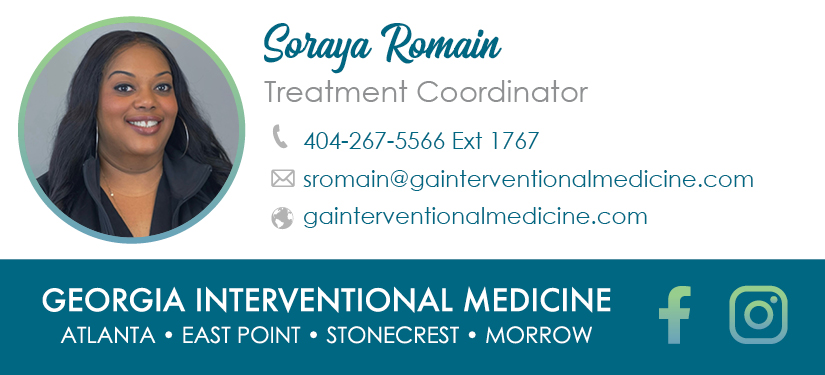 Soraya Romain
Treatment Coordinator
404-267-5566 Ext 1767
sromain@gainterventionalmedicine.com
gainterventionalmedicine.com
GEORGIA INTERVENTIONAL MEDICINE
ATLANTA • EAST POINT • STONECREST • MORROW